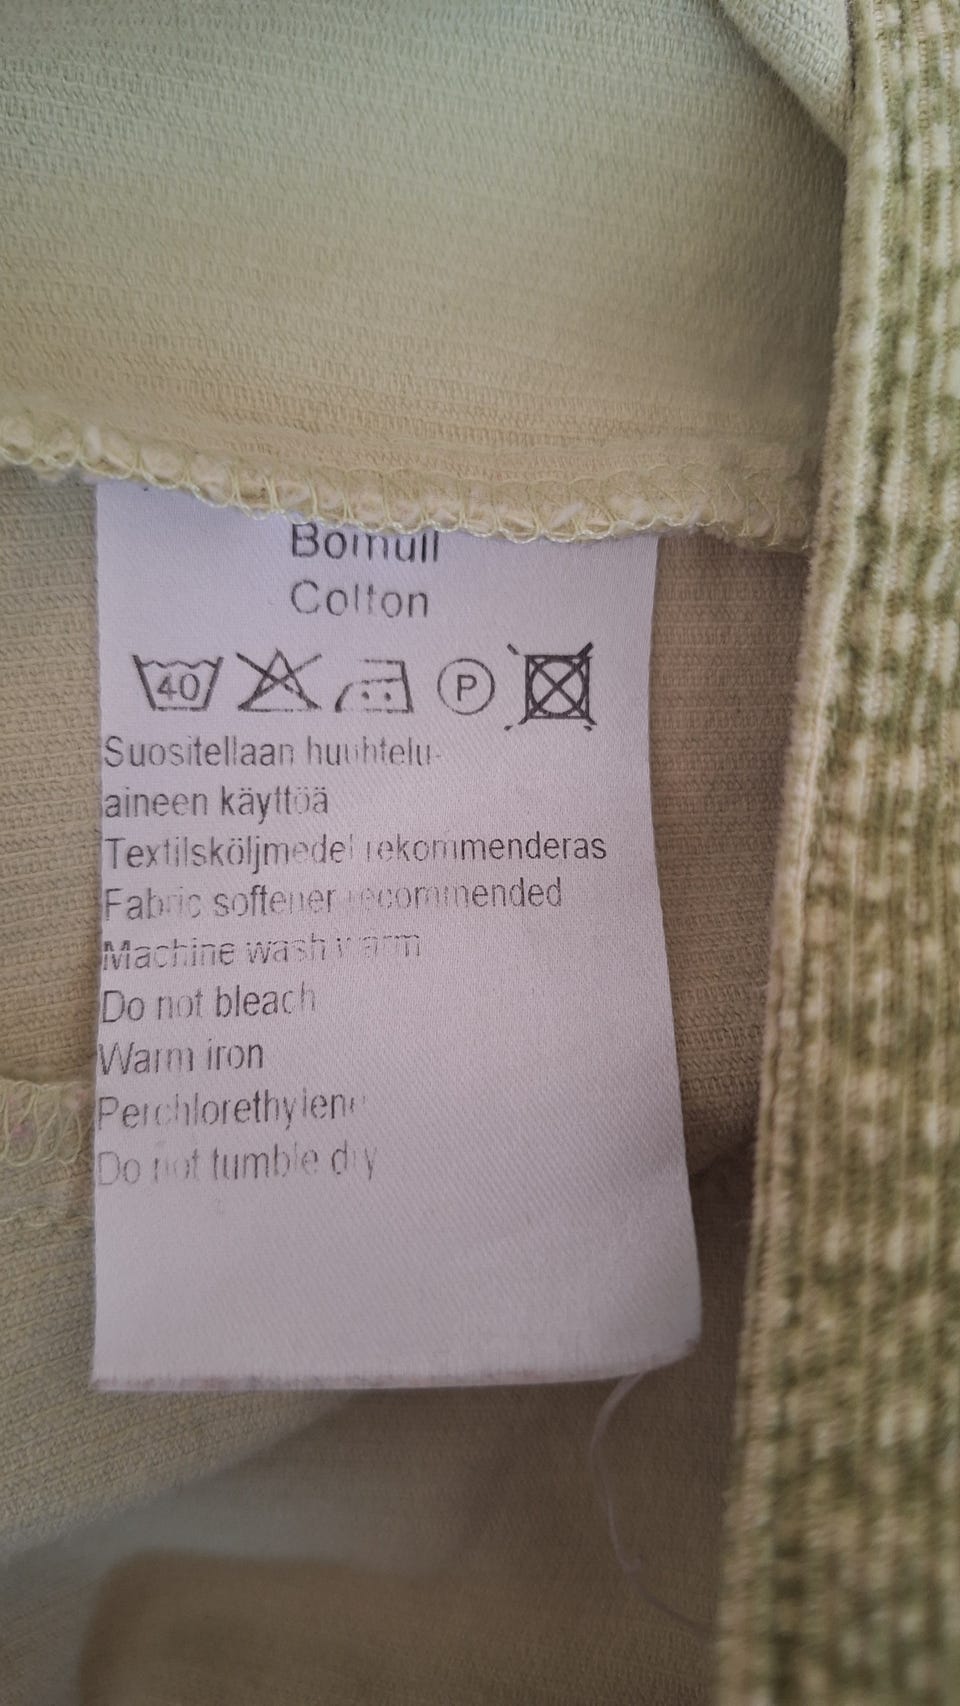 Bomull
Cotton
40 P
Suositellaan huuhtelu-
aineen käyttöä
Textilsköljmedel rekommenderas
Fabric softener recommended
Machine wash warm
Do not bleach
Warm iron
Perchlorethylene
Do not tumble dry